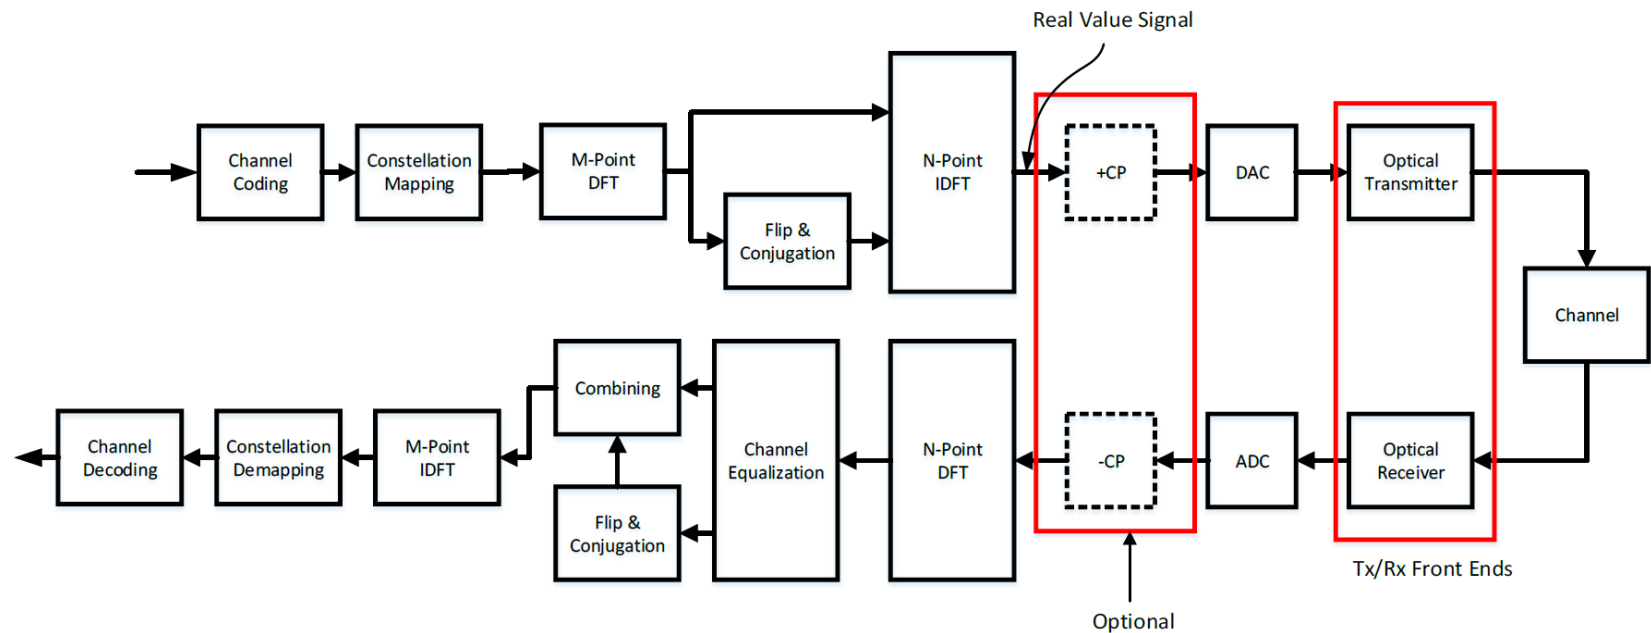 Real Value Signal
Channel
Coding
Constellation
Mapping
M-Point
DFT
Flip &
Conjugation
N-Point
IDFT
+CP
DAC
Optical
Transmitter
Channel
Channel
Decoding
Constellation
Demapping
M-Point
IDFT
Combining
Flip &
Conjugation
Channel
Equalization
N-Point
DFT
-CP
ADC
Optical
Receiver
Tx/Rx Front Ends
Optional